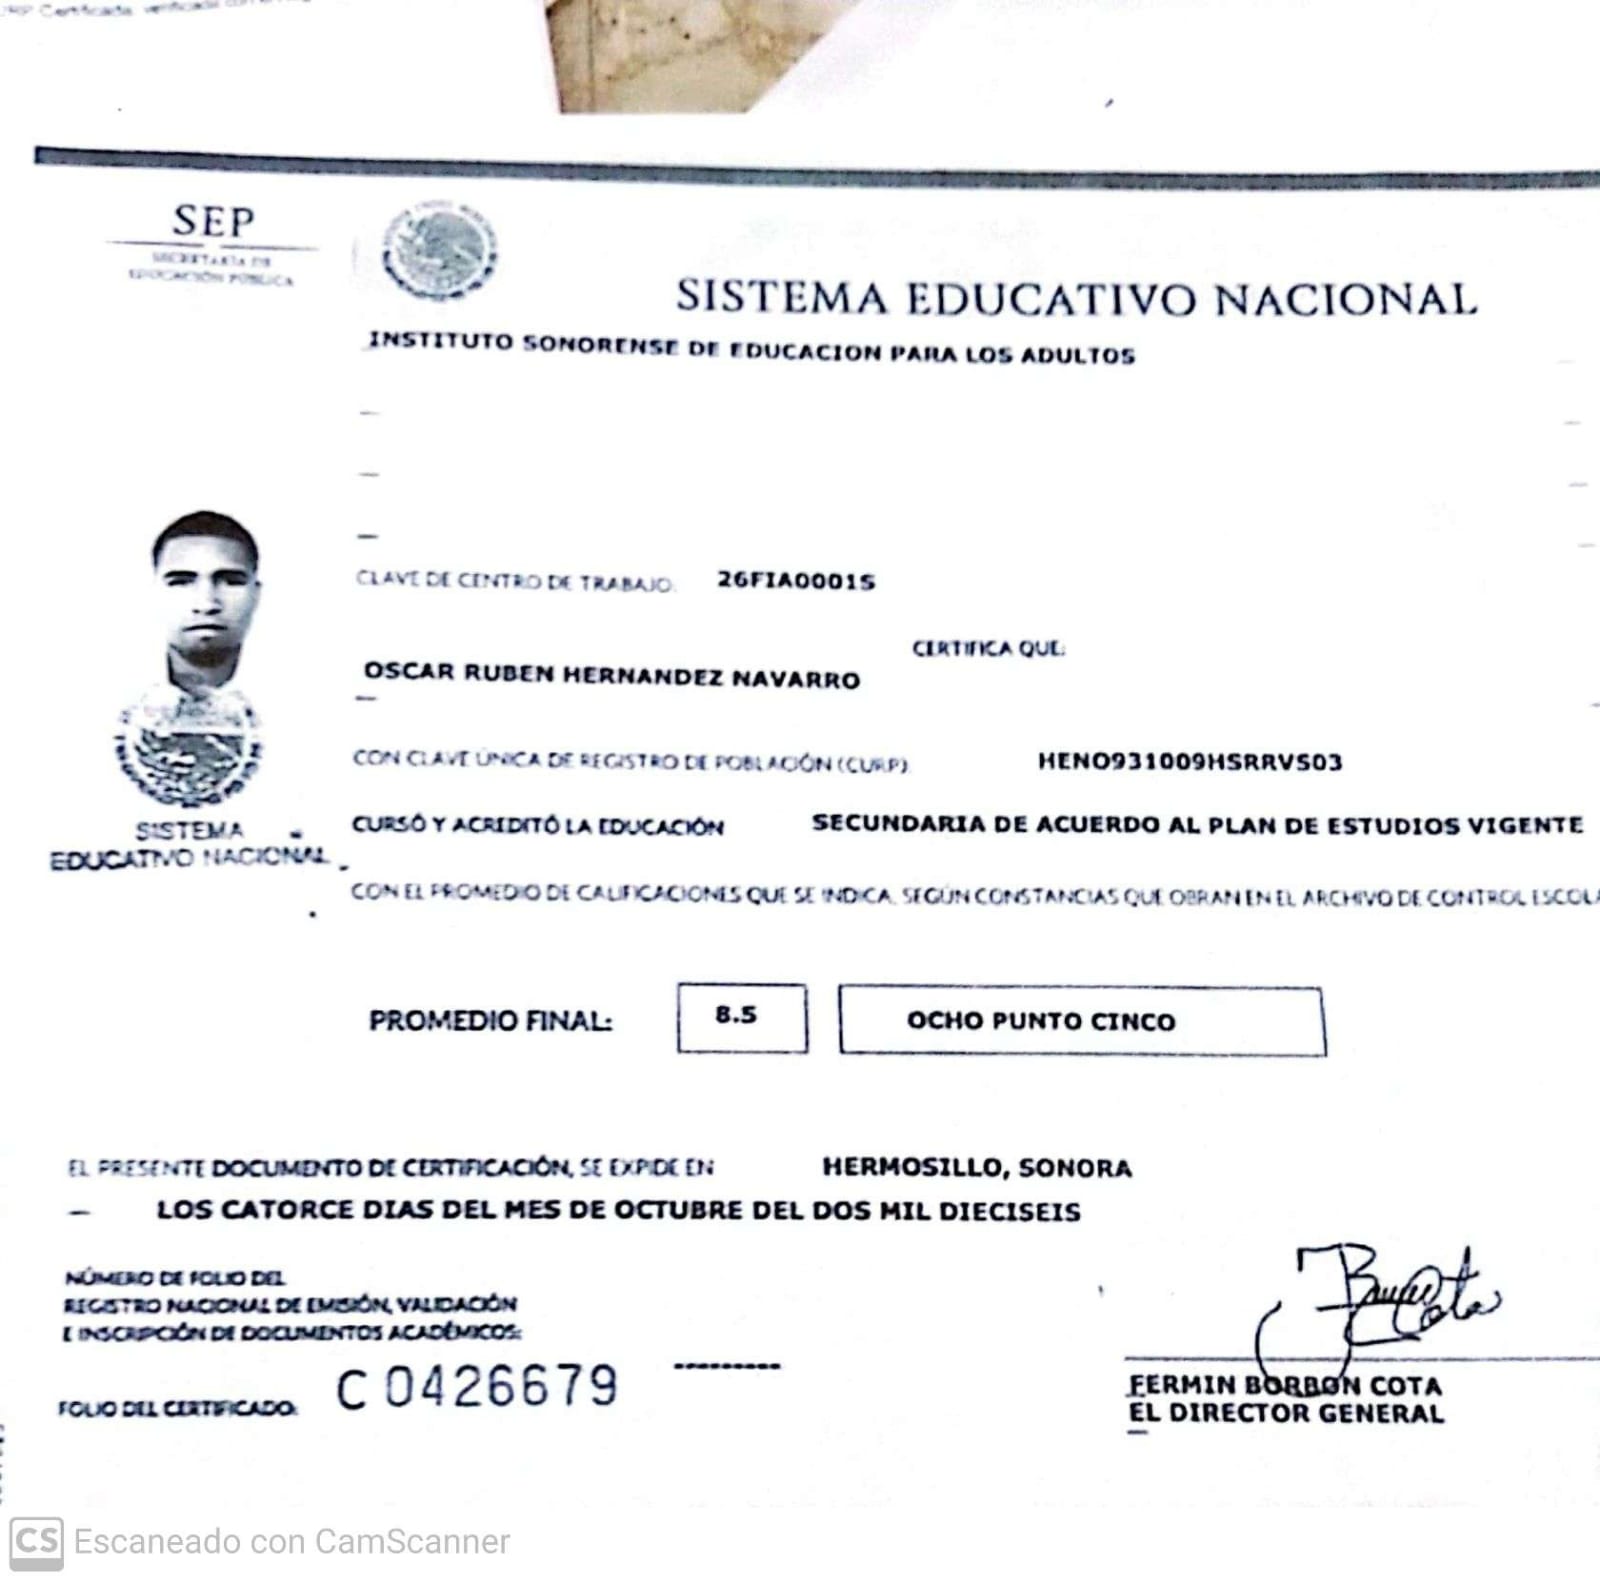 CURP Certificada verificada con el
SEP
SECRETARÍA DE
EDUCACIÓN PÚBLICA
SISTEMA EDUCATIVO NACIONAL
INSTITUTO SONORENSE DE EDUCACION PARA LOS ADULTOS
CLAVE DE CENTRO DE TRABAJO: 26FIA0001S
CERTIFICA QUE:
OSCAR RUBEN HERNANDEZ NAVARRO
CON CLAVE ÚNICA DE REGISTRO DE POBLACIÓN (CURP) HENO931009HSRRVS03
SISTEMA
EDUCATIVO NACIONAL
CURSÓ Y ACREDITÓ LA EDUCACIÓN SECUNDARIA DE ACUERDO AL PLAN DE ESTUDIOS VIGENTE
CON EL PROMEDIO DE CALIFICACIONES QUE SE INDICA, SEGÚN CONSTANCIAS QUE OBRAN EN EL ARCHIVO DE CONTROL ESCOLA
PROMEDIO FINAL: 8.5 OCHO PUNTO CINCO
EL PRESENTE DOCUMENTO DE CERTIFICACIÓN, SE EXPIDE EN HERMOSILLO, SONORA
LOS CATORCE DIAS DEL MES DE OCTUBRE DEL DOS MIL DIECISEIS
NÚMERO DE FOLIO DEL
REGISTRO NACIONAL DE EMISIÓN, VALIDACIÓN
E INSCRIPCIÓN DE DOCUMENTOS ACADÉMICOS: ---------
FOLIO DEL CERTIFICADO: C 0426679
FERMIN BORBON COTA
EL DIRECTOR GENERAL
CS Escaneado con CamScanner